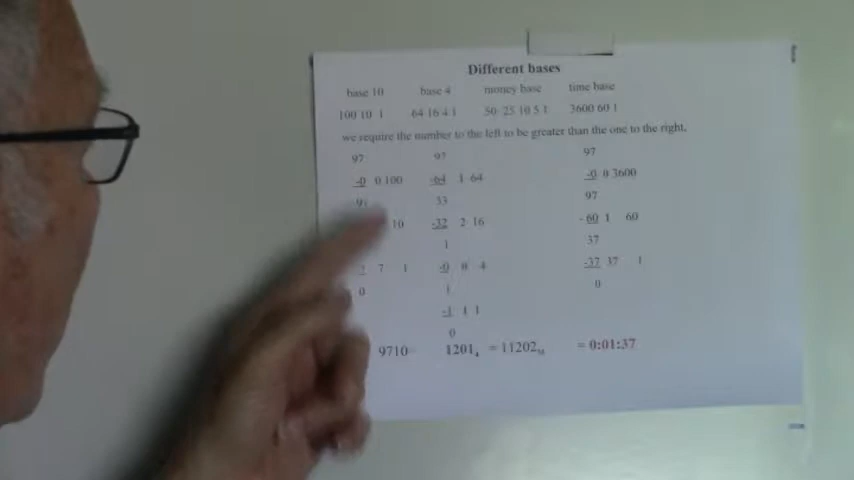 Different bases
base 10 base 4 money base time base
100 10 1 64 16 4 1 50 25 10 5 1 3600 60 1
we require the number to the left to be greater than the one to the right.
97 97 97
-0 0 100 -64 1 64 -0 0 3600
33 97
10 -32 2 16 - 60 1 60
1 37
7 1 -0 0 4 -37 37 1
0 1 0
-1 1 1
0
9710 1201₄ = 11202 = 0:01:37